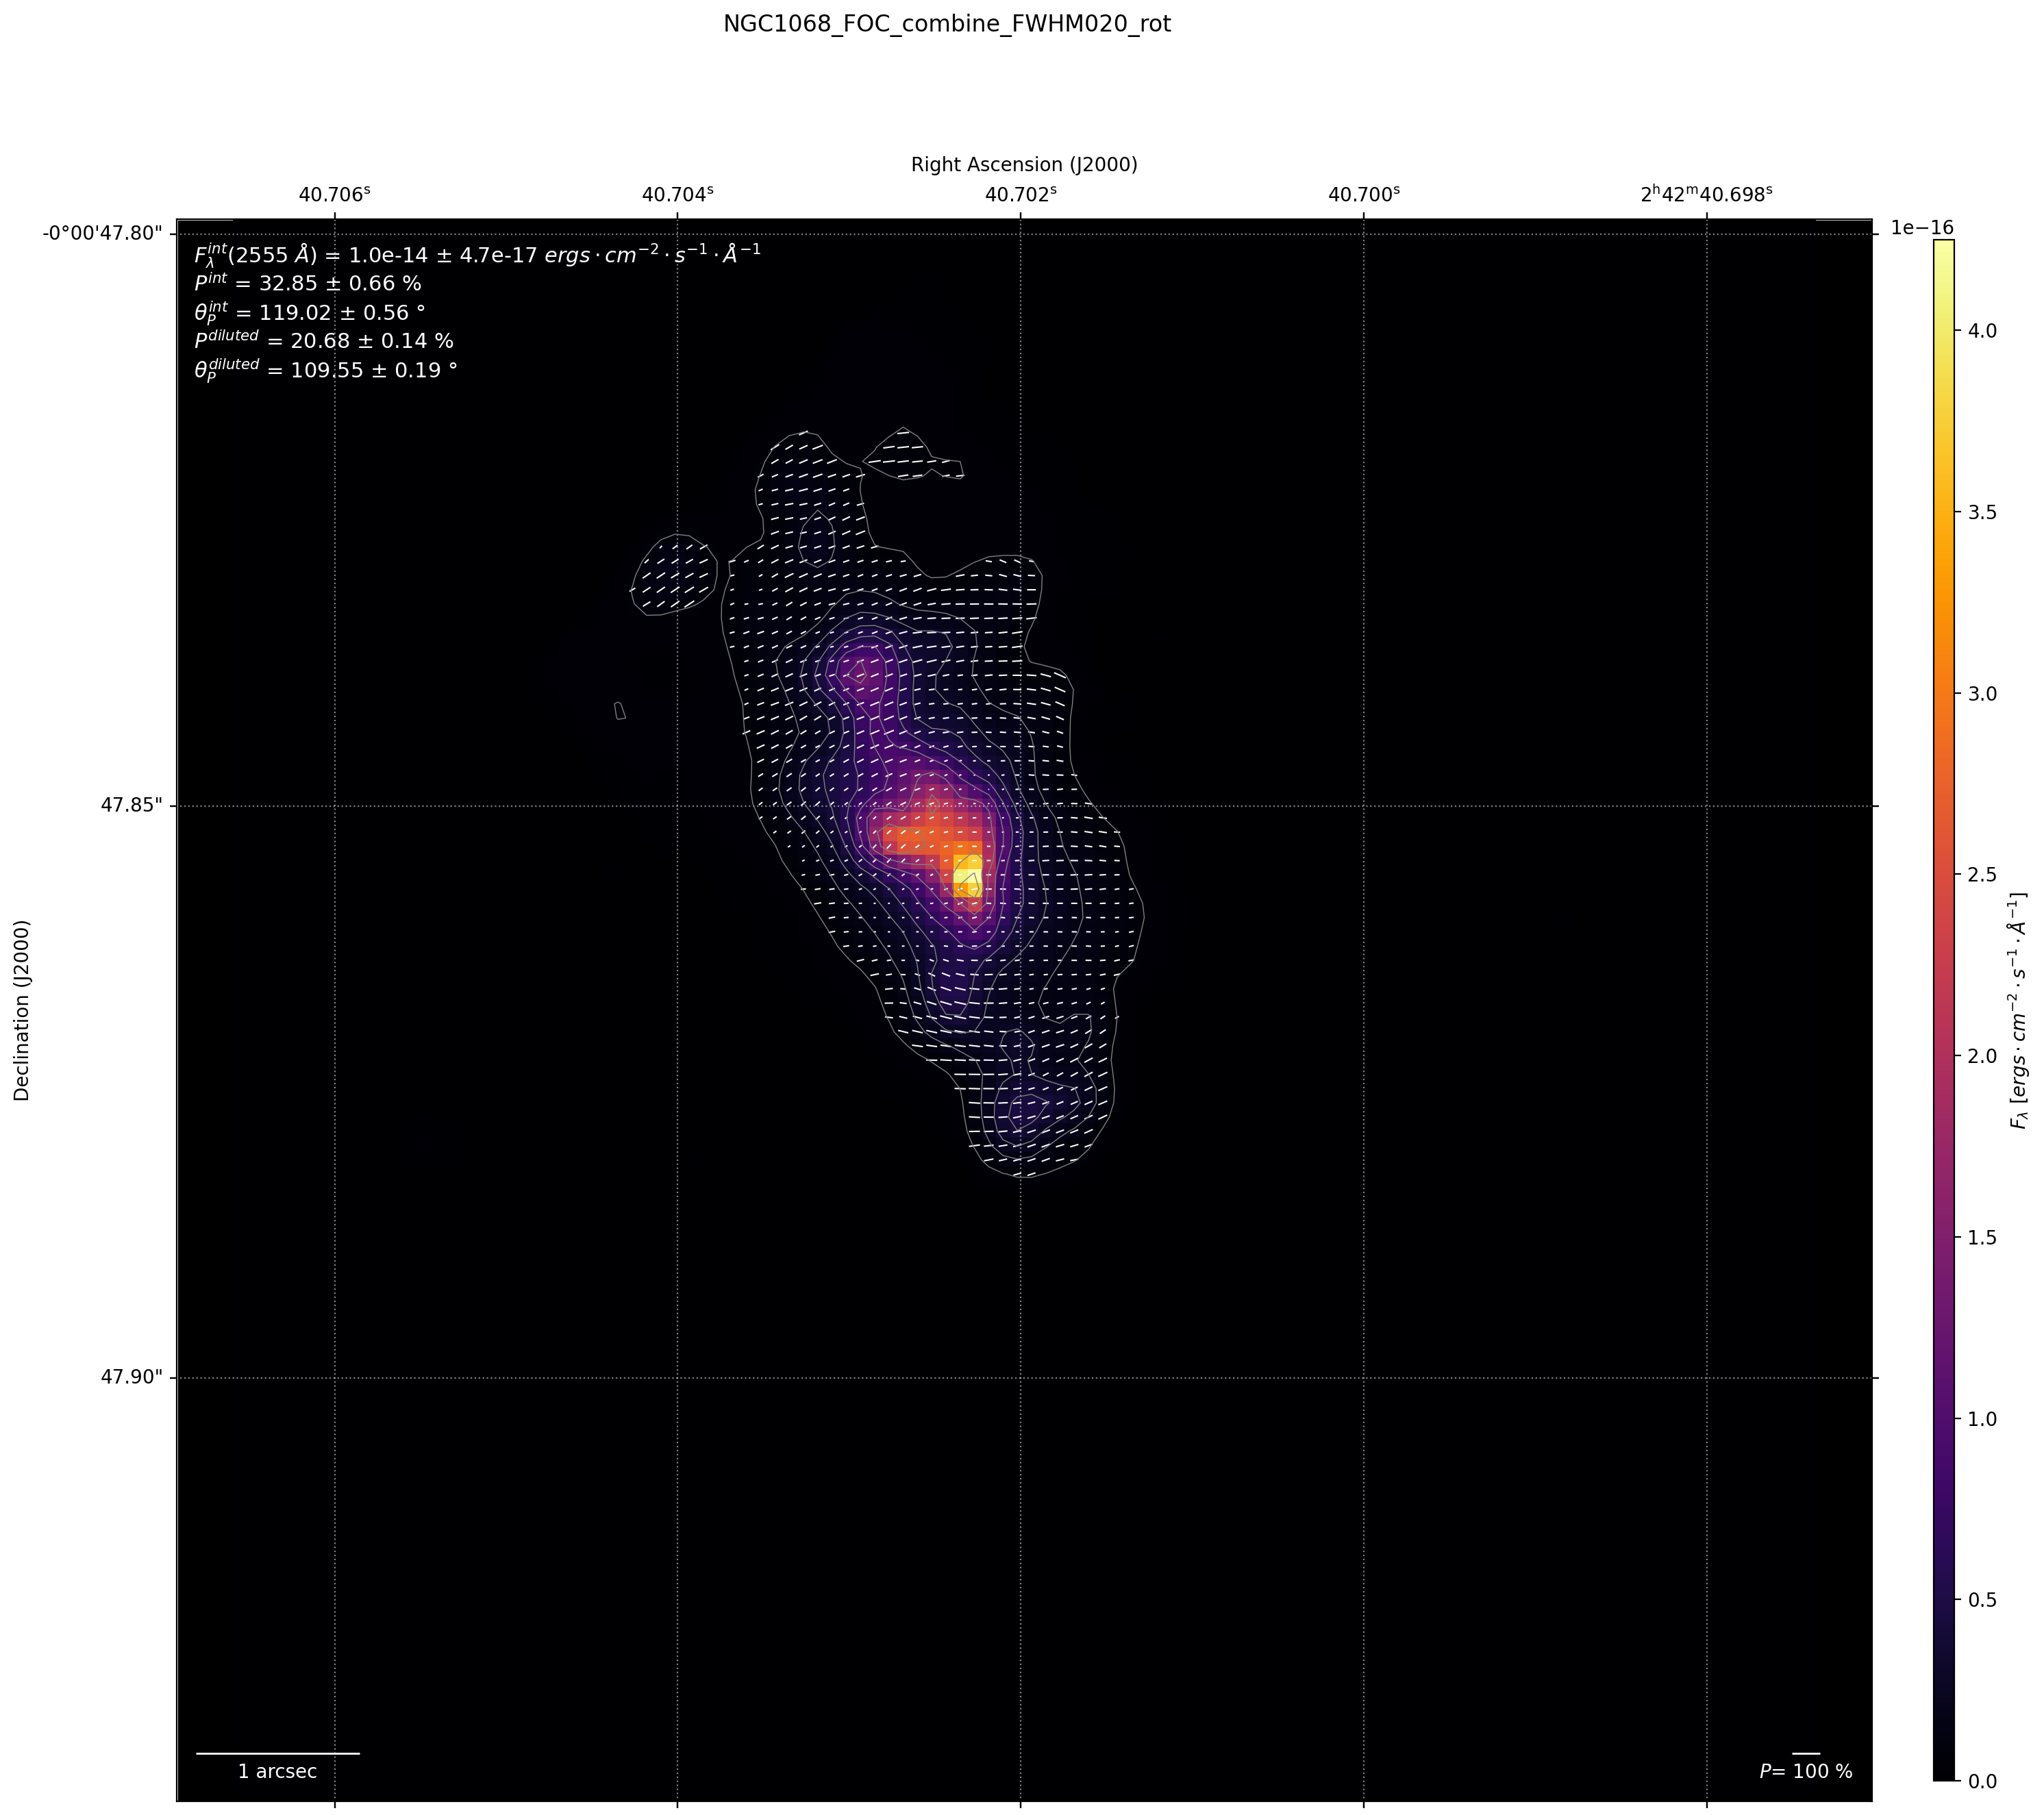 NGC1068_FOC_combine_FWHM020_rot
Right Ascension (J2000)
40.706ˢ 40.704ˢ 40.702ˢ 40.700ˢ 2ʰ42ᵐ40.698ˢ
-0°00'47.80"
47.85"
47.90"
Declination (J2000)
F_λ^int(2555 Å) = 1.0e-14 ± 4.7e-17 ergs·cm⁻²·s⁻¹·Å⁻¹
P^int = 32.85 ± 0.66 %
θ_P^int = 119.02 ± 0.56 °
P^diluted = 20.68 ± 0.14 %
θ_P^diluted = 109.55 ± 0.19 °
1 arcsec
P= 100 %
1e−16
4.0
3.5
3.0
2.5
2.0
1.5
1.0
0.5
0.0
F_λ [ergs·cm⁻²·s⁻¹·Å⁻¹]